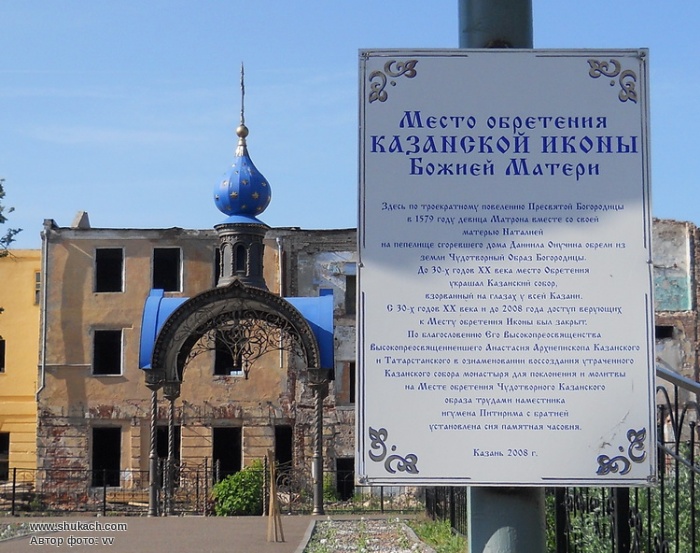 Место обретения
Казанской иконы
Божией Матери
Здесь по троекратному повелению Пресвятой Богородицы
в 1579 году девица Матрона вместе со своей
матерью Наталией
на пепелище сгоревшего дома Даниила Онучина обрели из
земли Чудотворный Образ Богородицы.
До 30-х годов XX века место Обретения
украшал Казанский собор,
взорванный на глазах у всей Казани.
С 30-х годов XX века и до 2008 года доступ верующих
к Месту обретения Иконы был закрыт.
По благословению Его Высокопреосвященства
Высокопреосвященнейшего Анастасия Архиепископа Казанского
и Татарстанского в ознаменовании воссоздания утраченного
Казанского собора монастыря для поклонения и молитвы
на Месте обретения Чудотворного Казанского
образа трудами наместника
игумена Питирима с братией
установлена сия памятная часовня.
Казань 2008 г.
www.shukach.com
Автор фото: vv